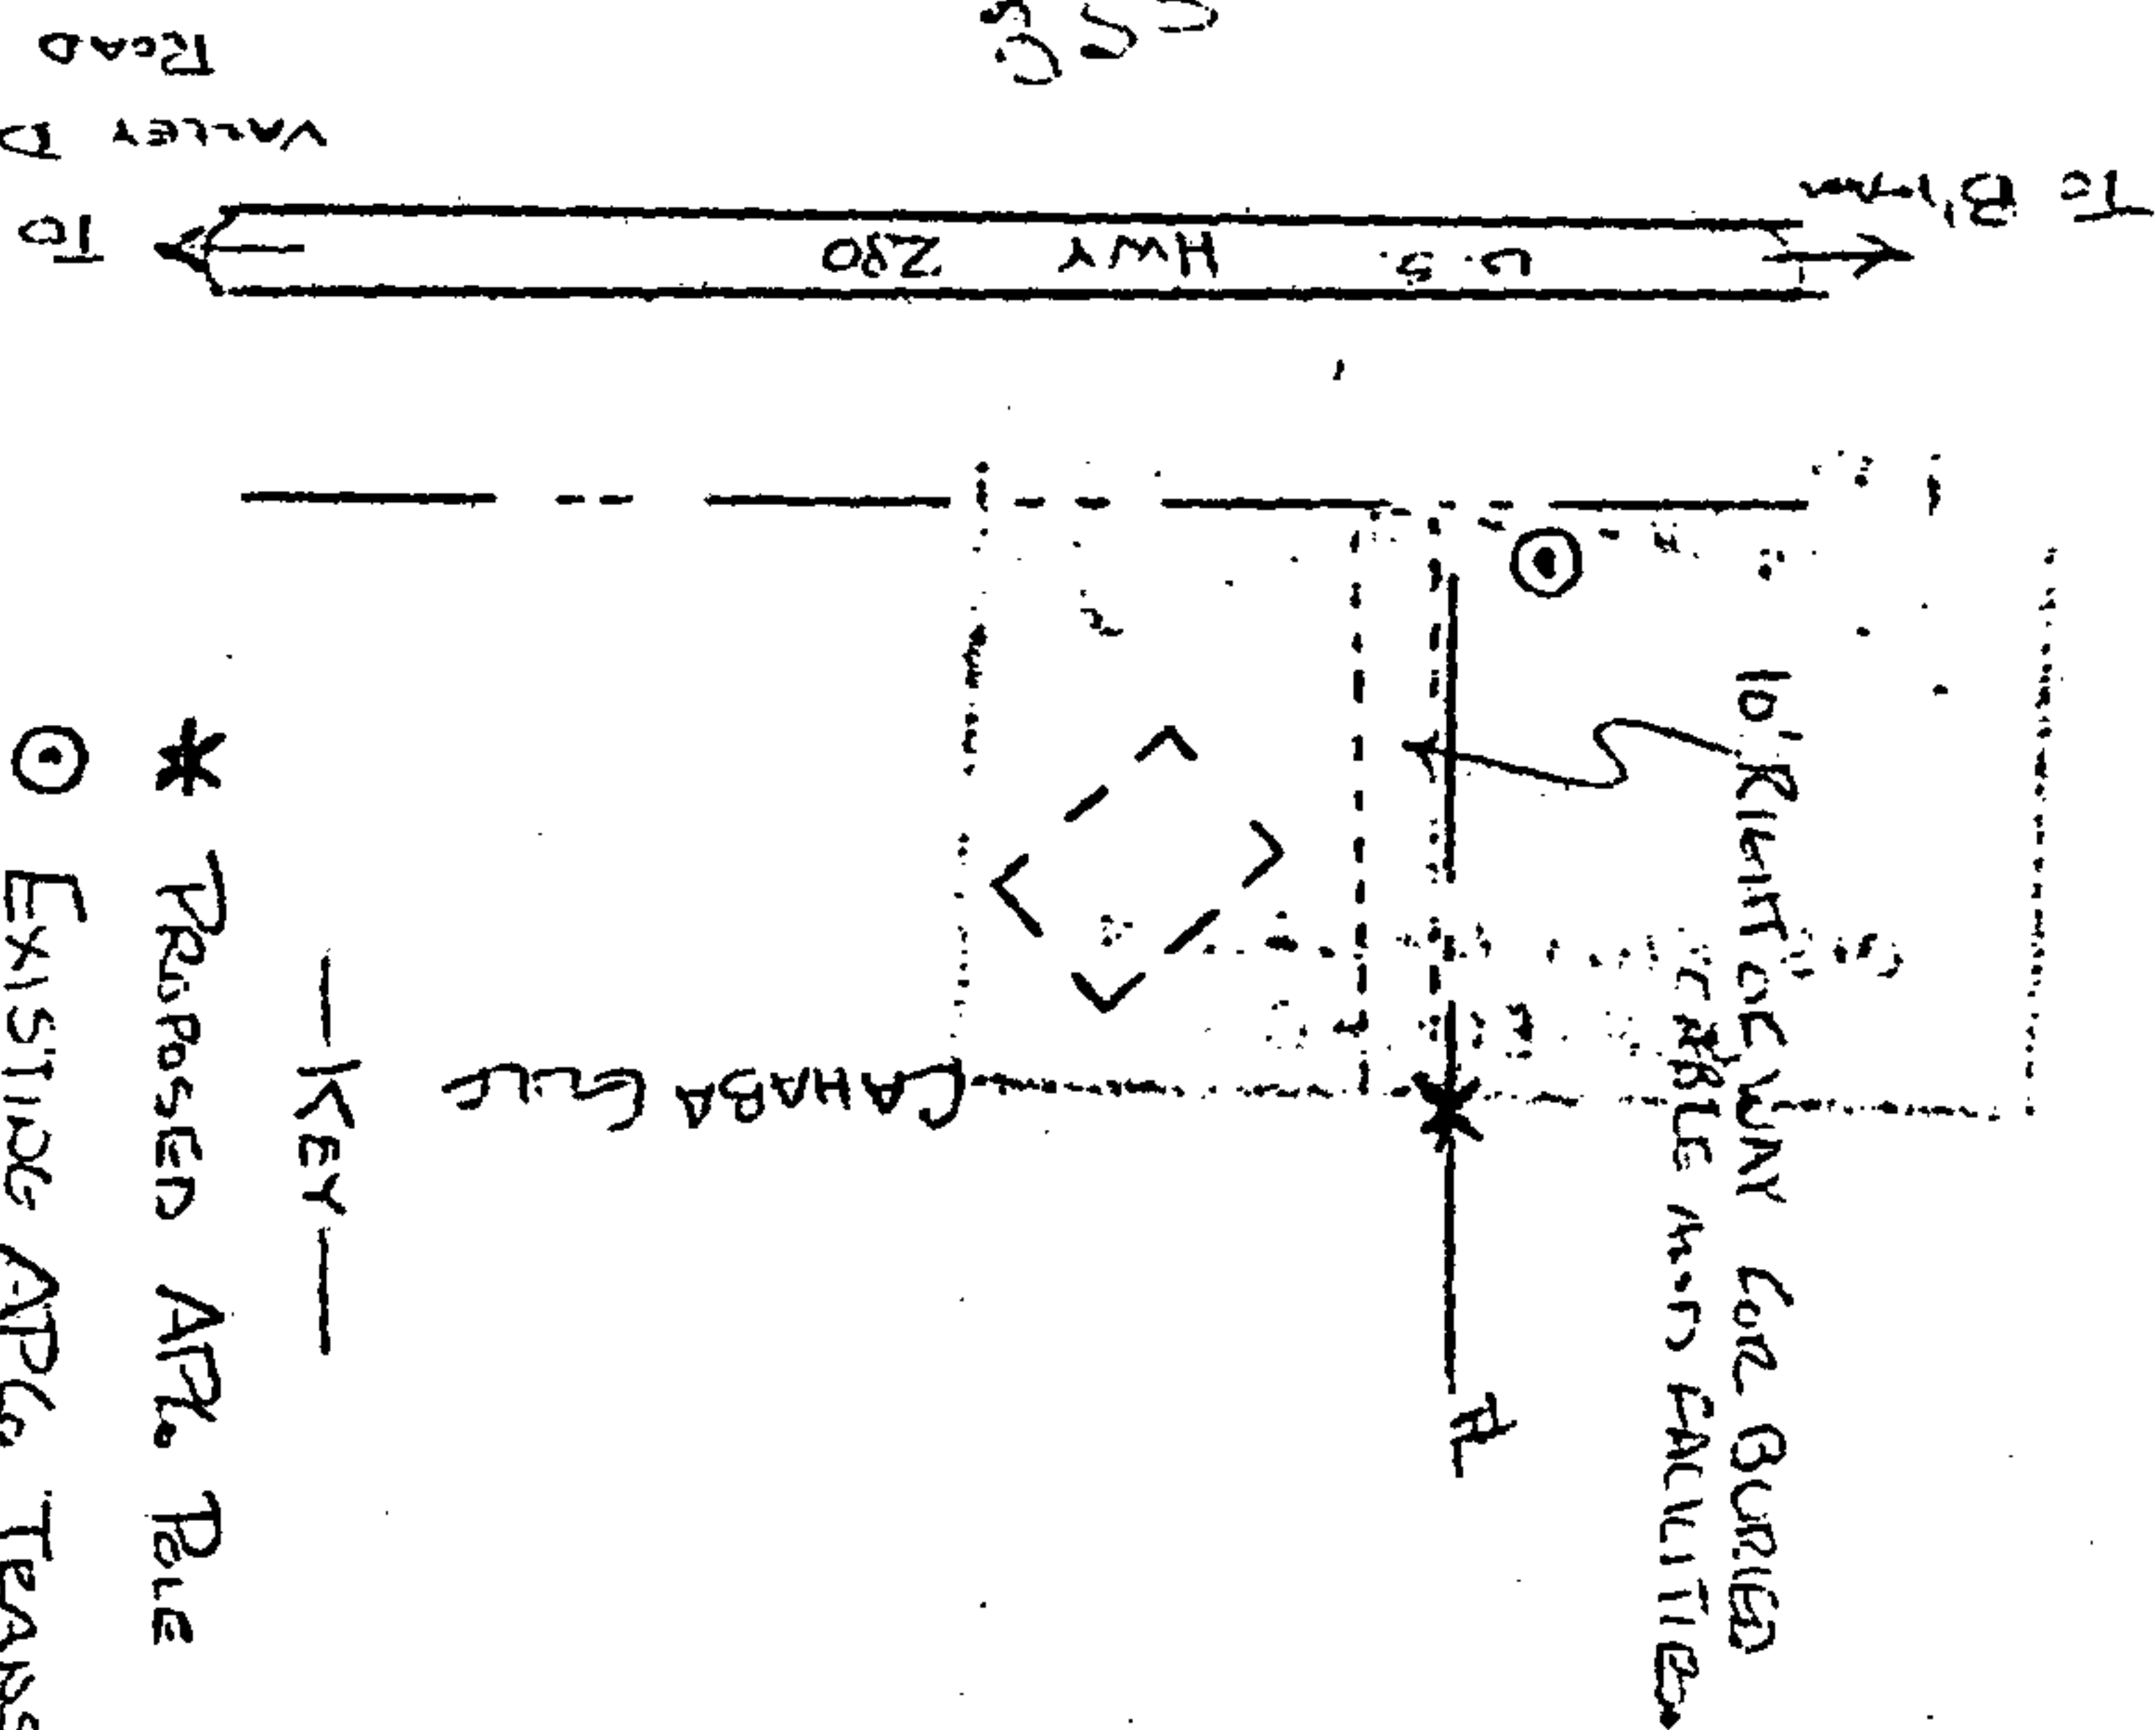 To B'ham
U.S. Hwy 280
To
VALLEY D
Road
10' RIGHT OF WAY FOR BURIED
CABLE AND FACILITIES
CAHABA
— KEY —
* PROPOSED APCo POLE
⊙ EXISTING APCo TRANS